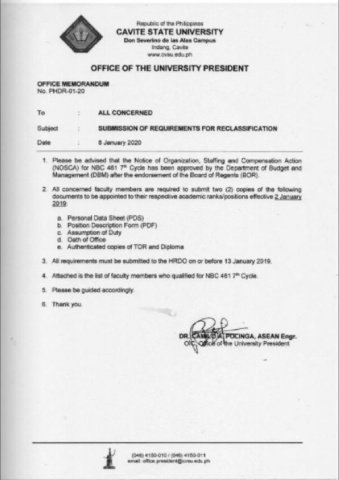 Republic of the Philippines
CAVITE STATE UNIVERSITY
Don Severino de las Alas Campus
Indang, Cavite
www.cvsu.edu.ph
OFFICE OF THE UNIVERSITY PRESIDENT
OFFICE MEMORANDUM
No. PHDR-01-20
To : ALL CONCERNED
Subject : SUBMISSION OF REQUIREMENTS FOR RECLASSIFICATION
Date : 8 January 2020
1. Please be advised that the Notice of Organization, Staffing and Compensation Action
(NOSCA) for NBC 461 7th Cycle has been approved by the Department of Budget and
Management (DBM) after the endorsement of the Board of Regents (BOR).
2. All concerned faculty members are required to submit two (2) copies of the following
documents to be appointed to their respective academic ranks/positions effective 2 January
2019:
a. Personal Data Sheet (PDS)
b. Position Description Form (PDF)
c. Assumption of Duty
d. Oath of Office
e. Authenticated copies of TOR and Diploma
3. All requirements must be submitted to the HRDO on or before 13 January 2019.
4. Attached is the list of faculty members who qualified for NBC 461 7th Cycle.
5. Please be guided accordingly.
6. Thank you.
DR. POLINGA, ASEAN Engr.
OIC, Office of the University President
(046) 4150-010 / (046) 4150-011
email: office.president@cvsu.edu.ph